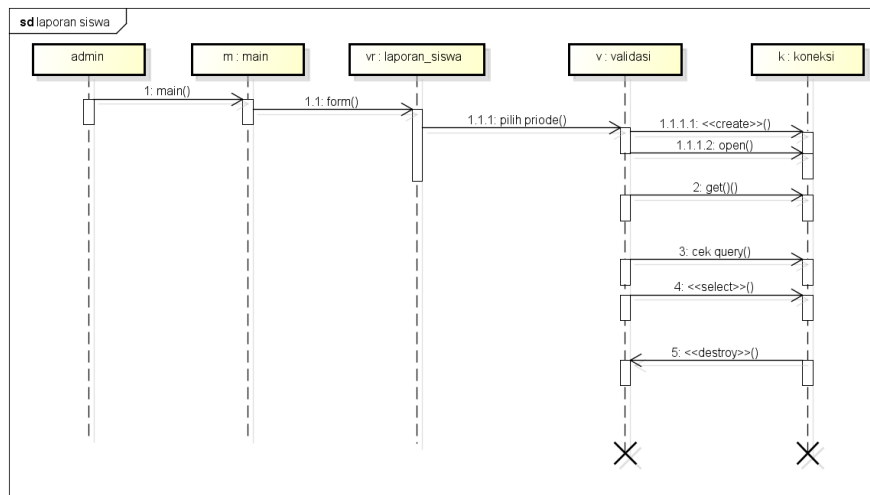 sd laporan siswa
admin
m : main
vr : laporan_siswa
v : validasi
k : koneksi
1: main()
1.1: form()
1.1.1: pilih priode()
1.1.1.1: <<create>>()
1.1.1.2: open()
2: get()()
3: cek query()
4: <<select>>()
5: <<destroy>>()